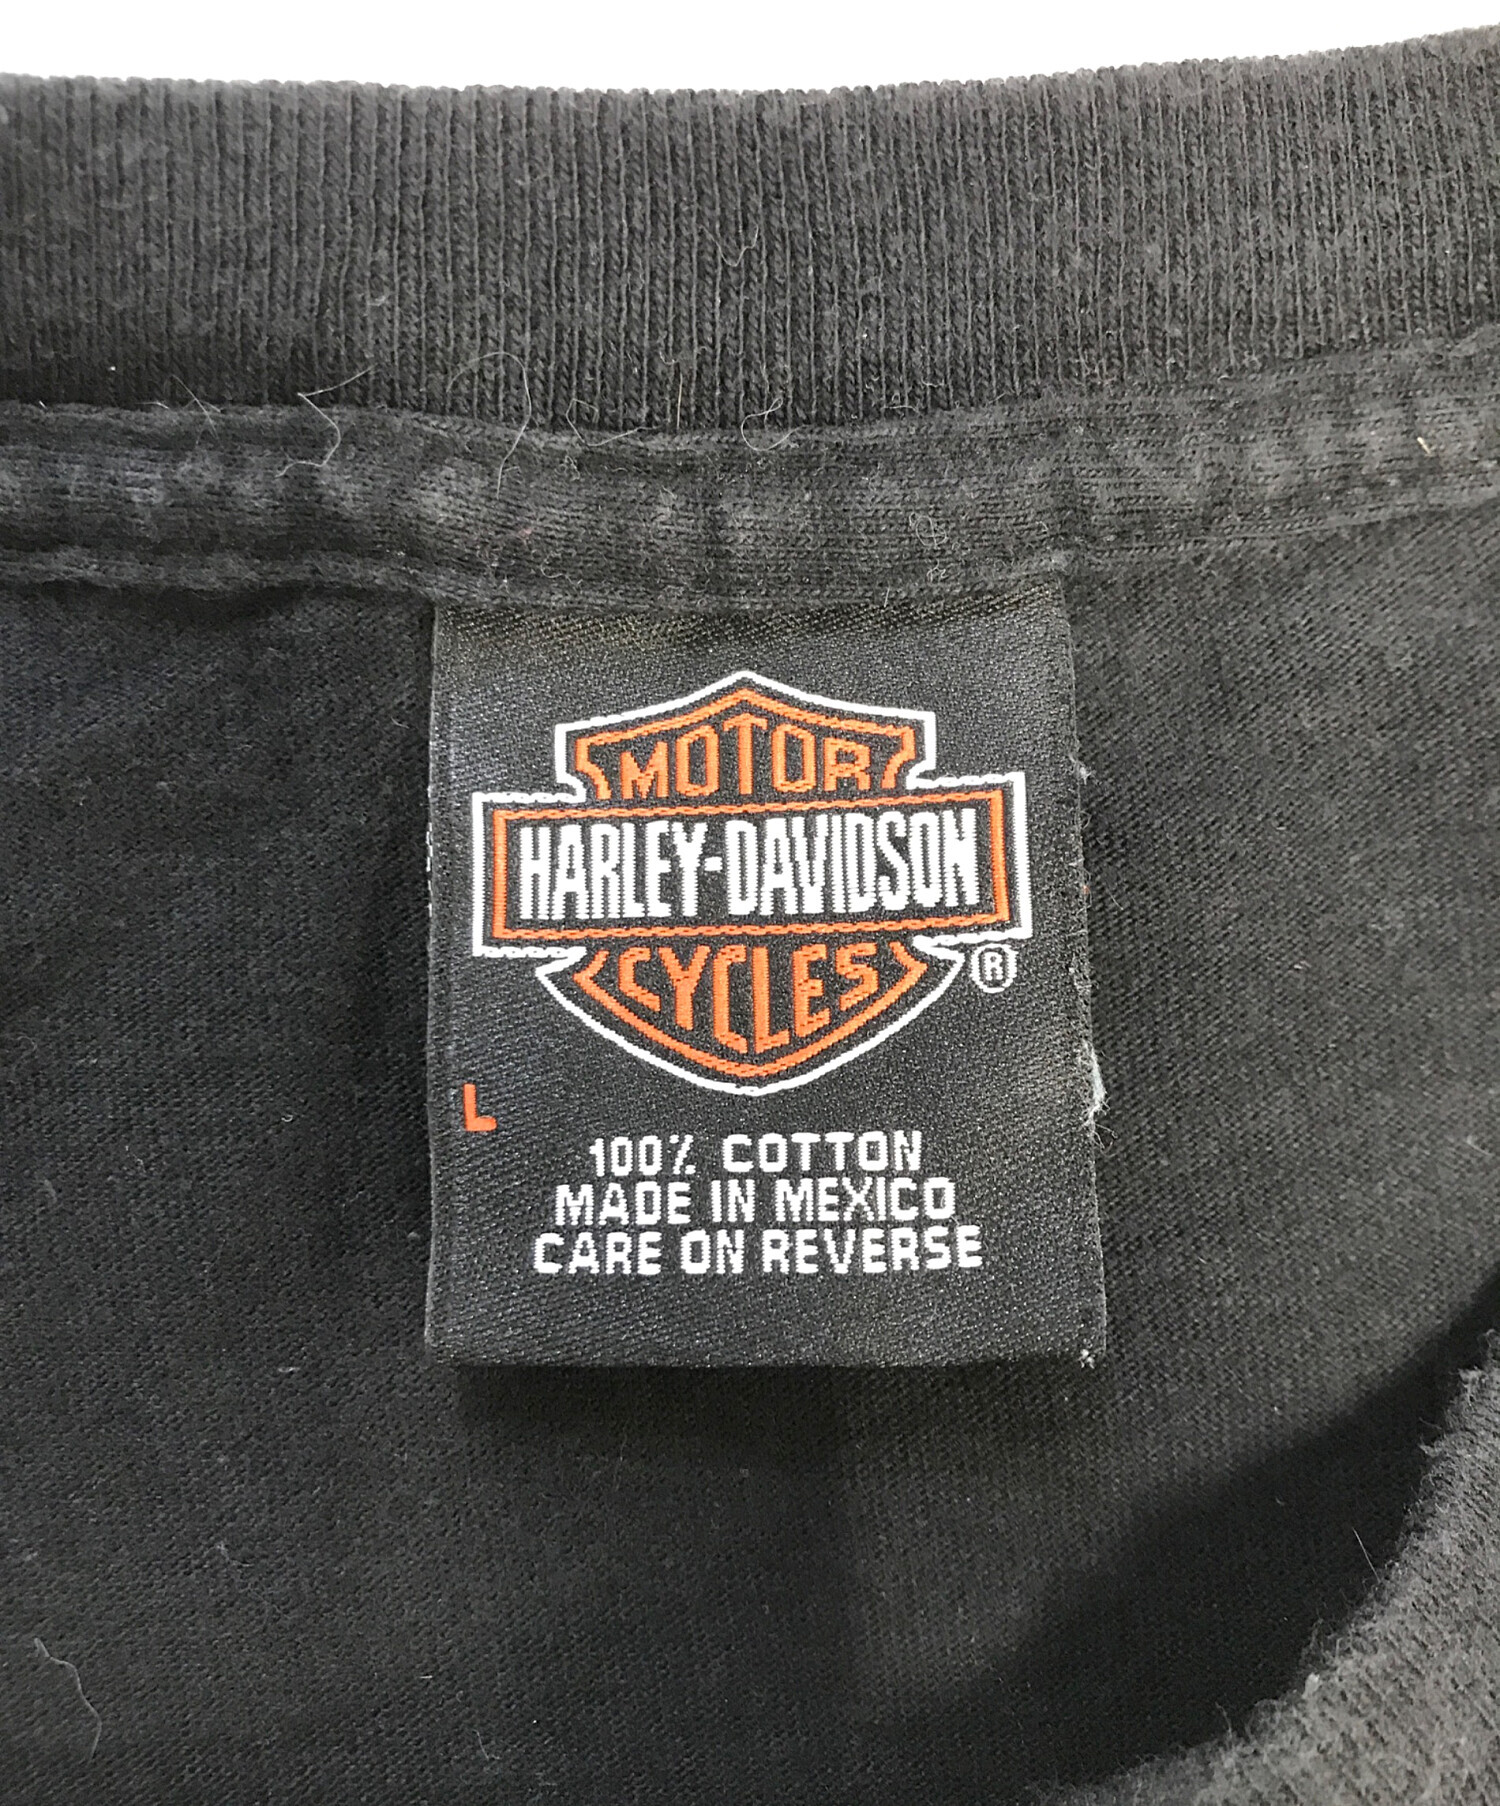 MOTOR
HARLEY-DAVIDSON
CYCLES
®
L
100% COTTON
MADE IN MEXICO
CARE ON REVERSE